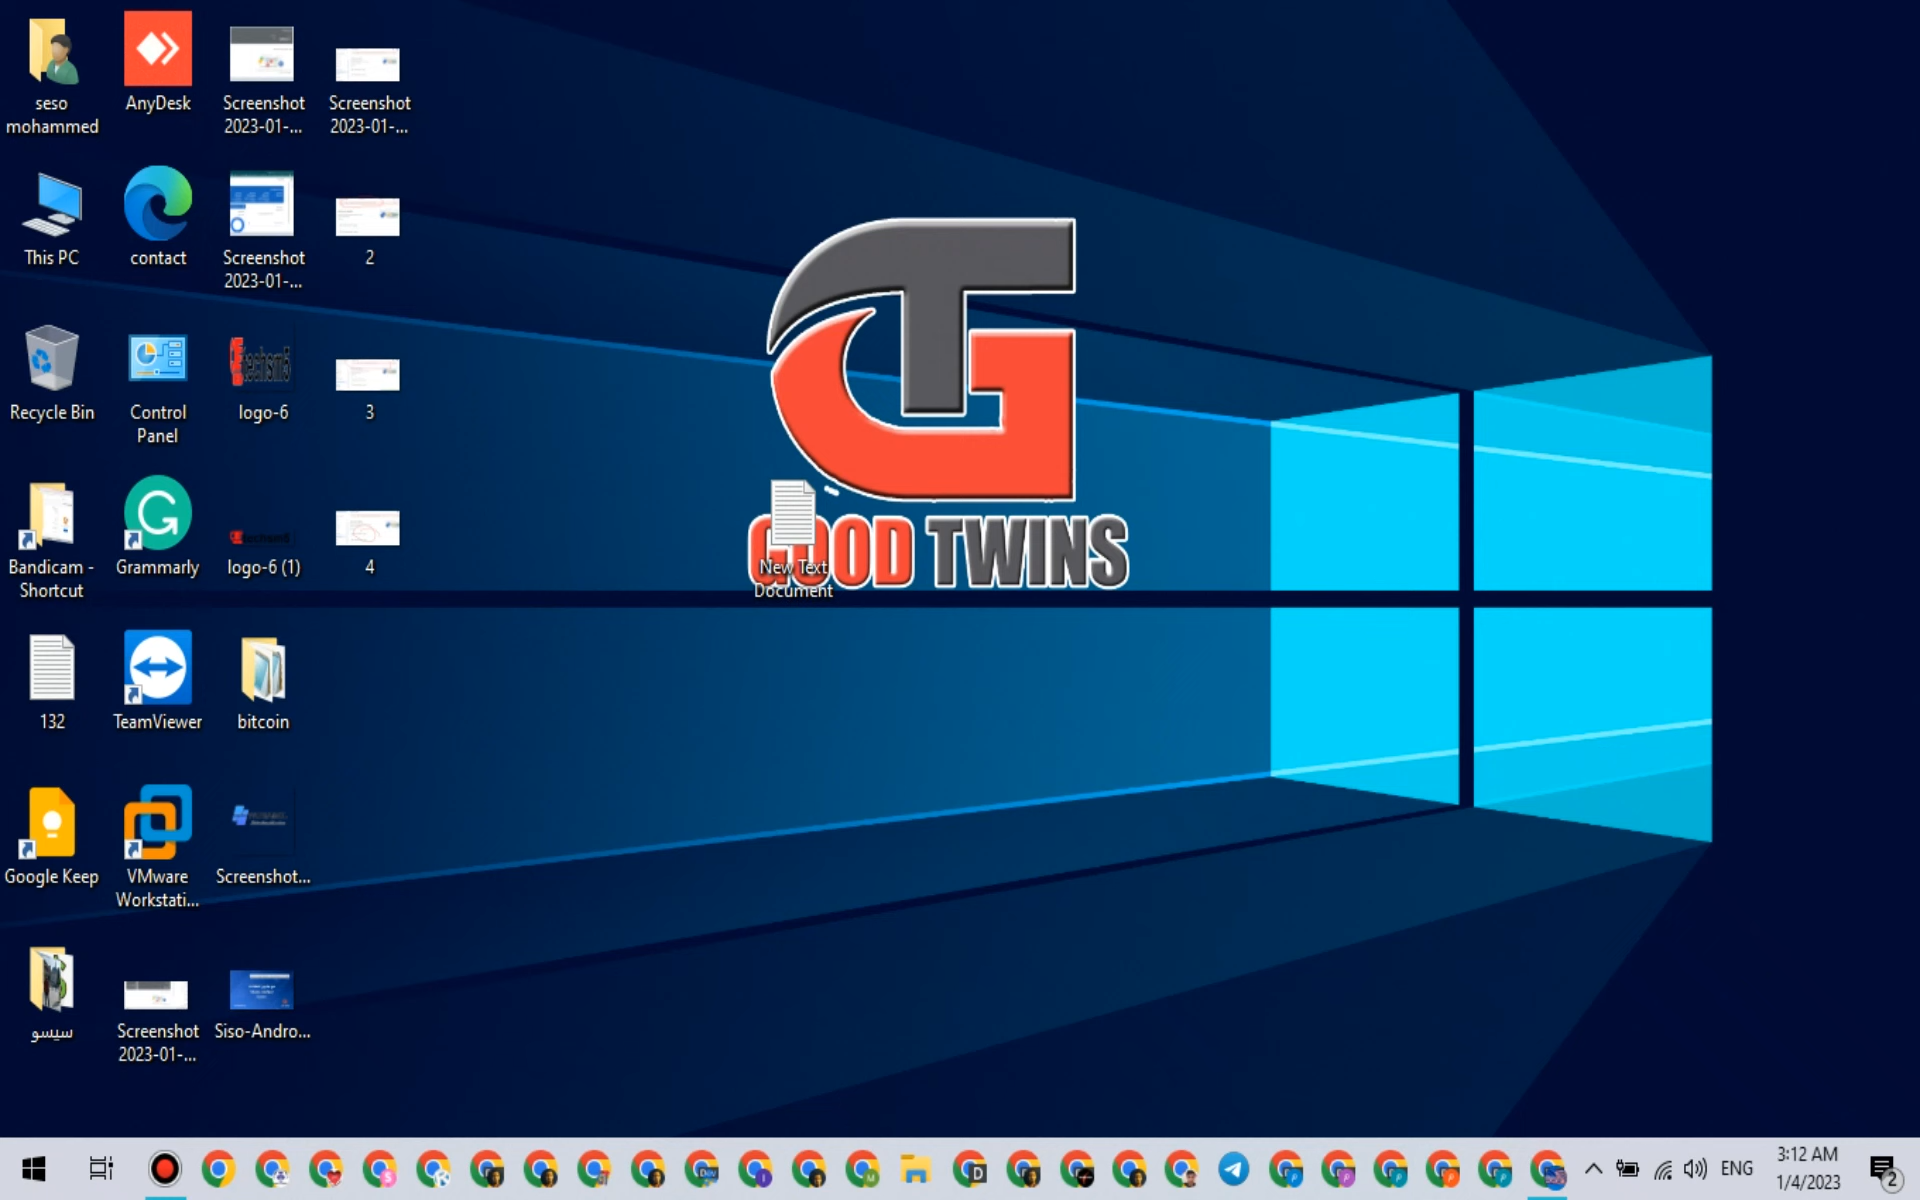 seso
mohammed
AnyDesk
Screenshot
2023-01-...
Screenshot
2023-01-...
This PC
contact
Screenshot
2023-01-...
2
Recycle Bin
Control
Panel
logo-6
3
Bandicam -
Shortcut
Grammarly
logo-6 (1)
4
New Text
Document
GOOD TWINS
132
TeamViewer
bitcoin
Google Keep
VMware
Workstati...
Screenshot...
سيسو
Screenshot
2023-01-...
Siso-Andro...
ENG
3:12 AM
1/4/2023
2